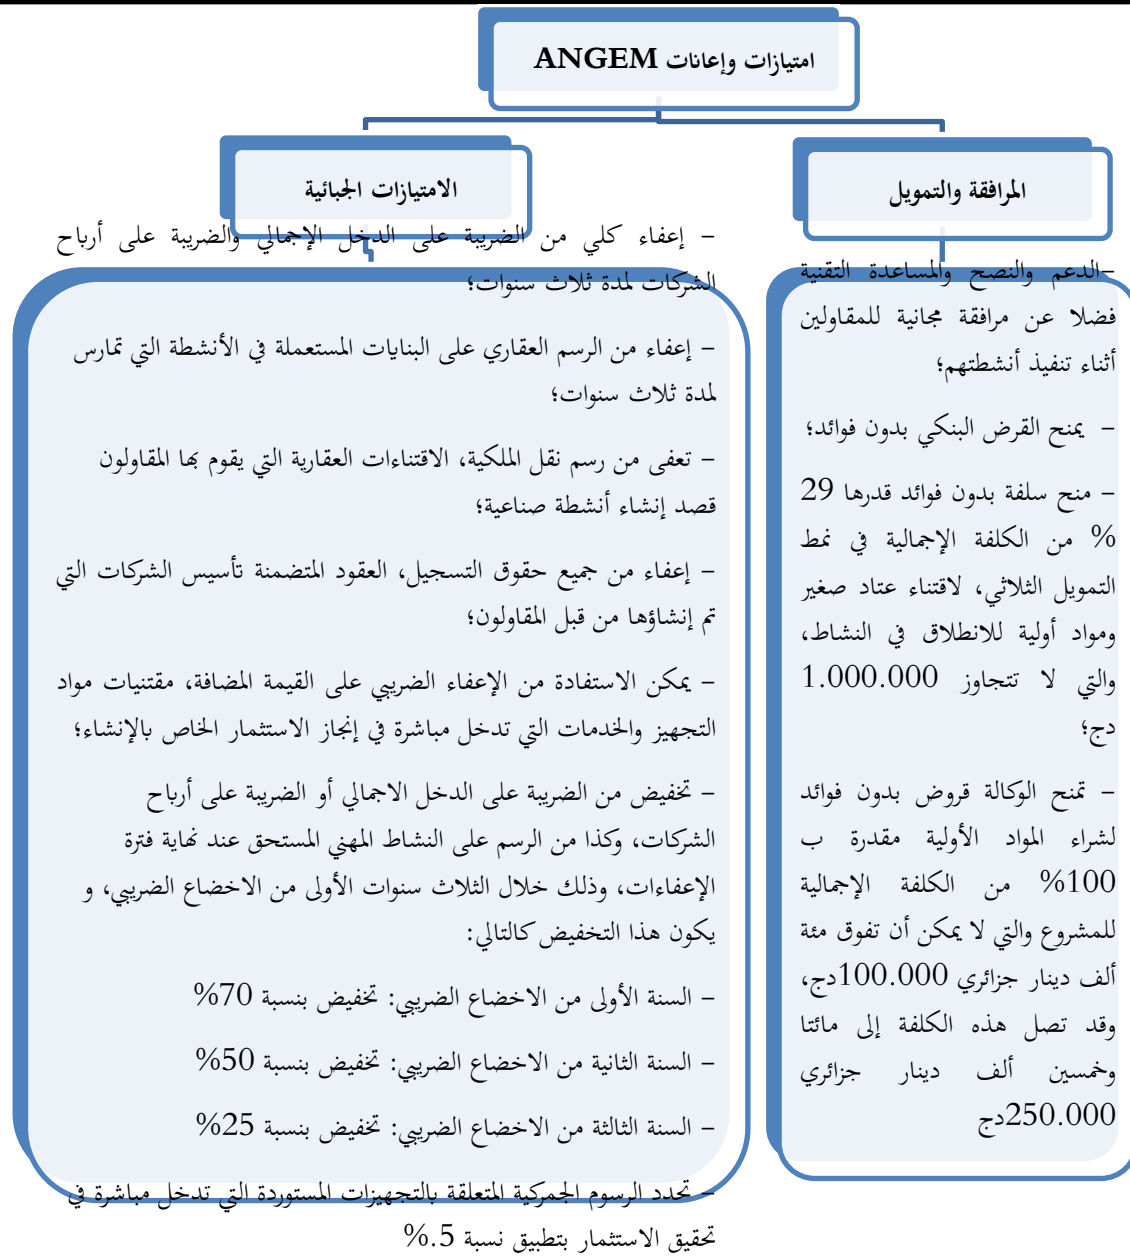 امتيازات وإعانات ANGEM
المرافقة والتمويل
–الدعم والنصح والمساعدة التقنية
فضلا عن مرافقة مجانية للمقاولين
أثناء تنفيذ أنشطتهم؛
– يمنح القرض البنكي بدون فوائد؛
– منح سلفة بدون فوائد قدرها 29
% من الكلفة الإجمالية في نمط
التمويل الثلاثي، لاقتناء عتاد صغير
ومواد أولية للانطلاق في النشاط،
والتي لا تتجاوز 1.000.000
دج؛
– تمنح الوكالة قروض بدون فوائد
لشراء المواد الأولية مقدرة ب
100% من الكلفة الإجمالية
للمشروع والتي لا يمكن أن تفوق مئة
ألف دينار جزائري 100.000دج،
وقد تصل هذه الكلفة إلى مائتا
وخمسين ألف دينار جزائري
250.000دج
الامتيازات الجبائية
– إعفاء كلي من الضريبة على الدخل الإجمالي والضريبة على أرباح
الشركات لمدة ثلاث سنوات؛
– إعفاء من الرسم العقاري على البنايات المستعملة في الأنشطة التي تمارس
لمدة ثلاث سنوات؛
– تعفى من رسم نقل الملكية، الاقتناءات العقارية التي يقوم بها المقاولون
قصد إنشاء أنشطة صناعية؛
– إعفاء من جميع حقوق التسجيل، العقود المتضمنة تأسيس الشركات التي
تم إنشاؤها من قبل المقاولون؛
– يمكن الاستفادة من الإعفاء الضريبي على القيمة المضافة، مقتنيات مواد
التجهيز والخدمات التي تدخل مباشرة في إنجاز الاستثمار الخاص بالإنشاء؛
– تخفيض من الضريبة على الدخل الاجمالي أو الضريبة على أرباح
الشركات، وكذا من الرسم على النشاط المهني المستحق عند نهاية فترة
الإعفاءات، وذلك خلال الثلاث سنوات الأولى من الاخضاع الضريبي، و
يكون هذا التخفيض كالتالي:
– السنة الأولى من الاخضاع الضريبي: تخفيض بنسبة 70%
– السنة الثانية من الاخضاع الضريبي: تخفيض بنسبة 50%
– السنة الثالثة من الاخضاع الضريبي: تخفيض بنسبة 25%
– تحدد الرسوم الجمركية المتعلقة بالتجهيزات المستوردة التي تدخل مباشرة في
تحقيق الاستثمار بتطبيق نسبة 5.%